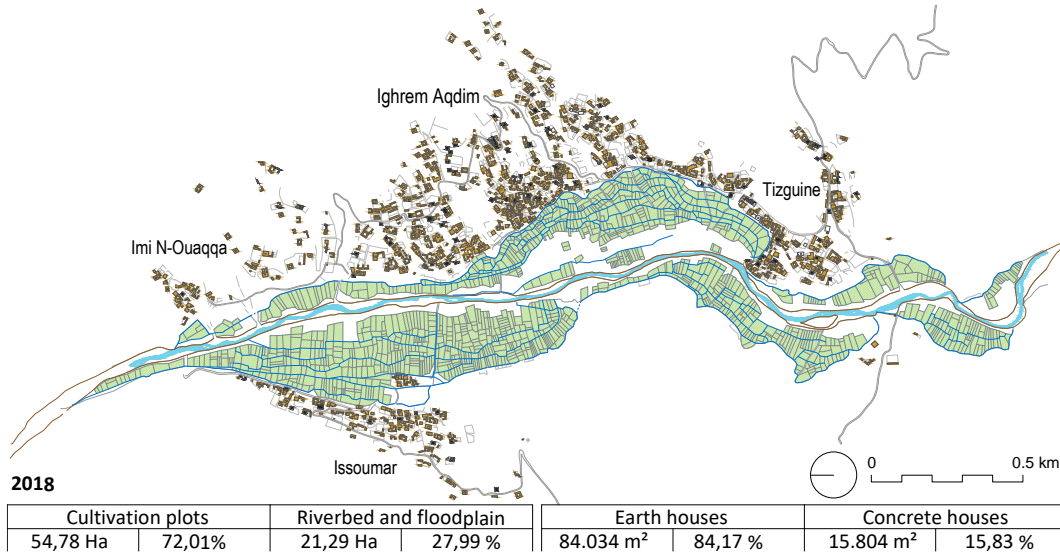 Ighrem Aqdim
Tizguine
Imi N-Ouaqqa
Issoumar
0 0.5 km
2018
Cultivation plots Riverbed and floodplain Earth houses Concrete houses
54,78 Ha 72,01% 21,29 Ha 27,99 % 84.034 m² 84,17 % 15.804 m² 15,83 %